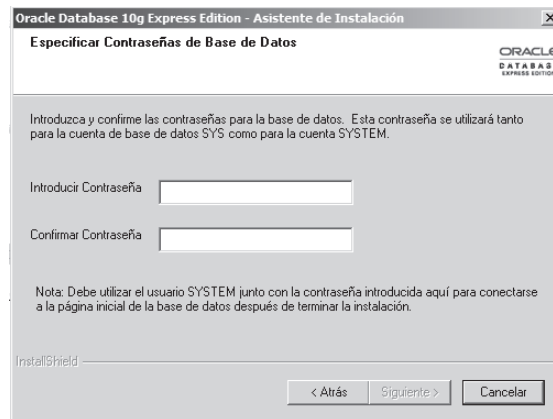 Oracle Database 10g Express Edition - Asistente de Instalación
Especificar Contraseñas de Base de Datos
ORACLE
DATABASE
EXPRESS EDITION
Introduzca y confirme las contraseñas para la base de datos. Esta contraseña se utilizará tanto
para la cuenta de base de datos SYS como para la cuenta SYSTEM.
Introducir Contraseña
Confirmar Contraseña
Nota: Debe utilizar el usuario SYSTEM junto con la contraseña introducida aquí para conectarse
a la página inicial de la base de datos después de terminar la instalación.
InstallShield
< Atrás
Siguiente >
Cancelar